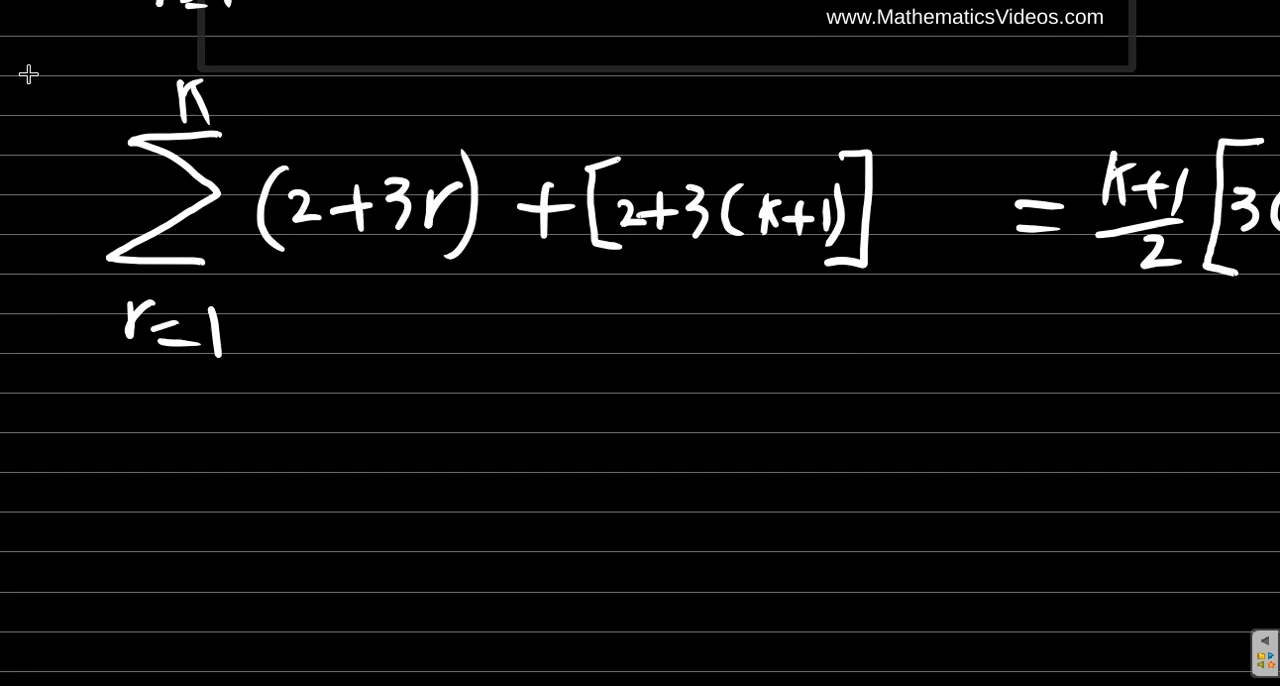 www.MathematicsVideos.com
k
∑ (2+3r) + [2+3(k+1)] = k+1/2 [3(
r=1